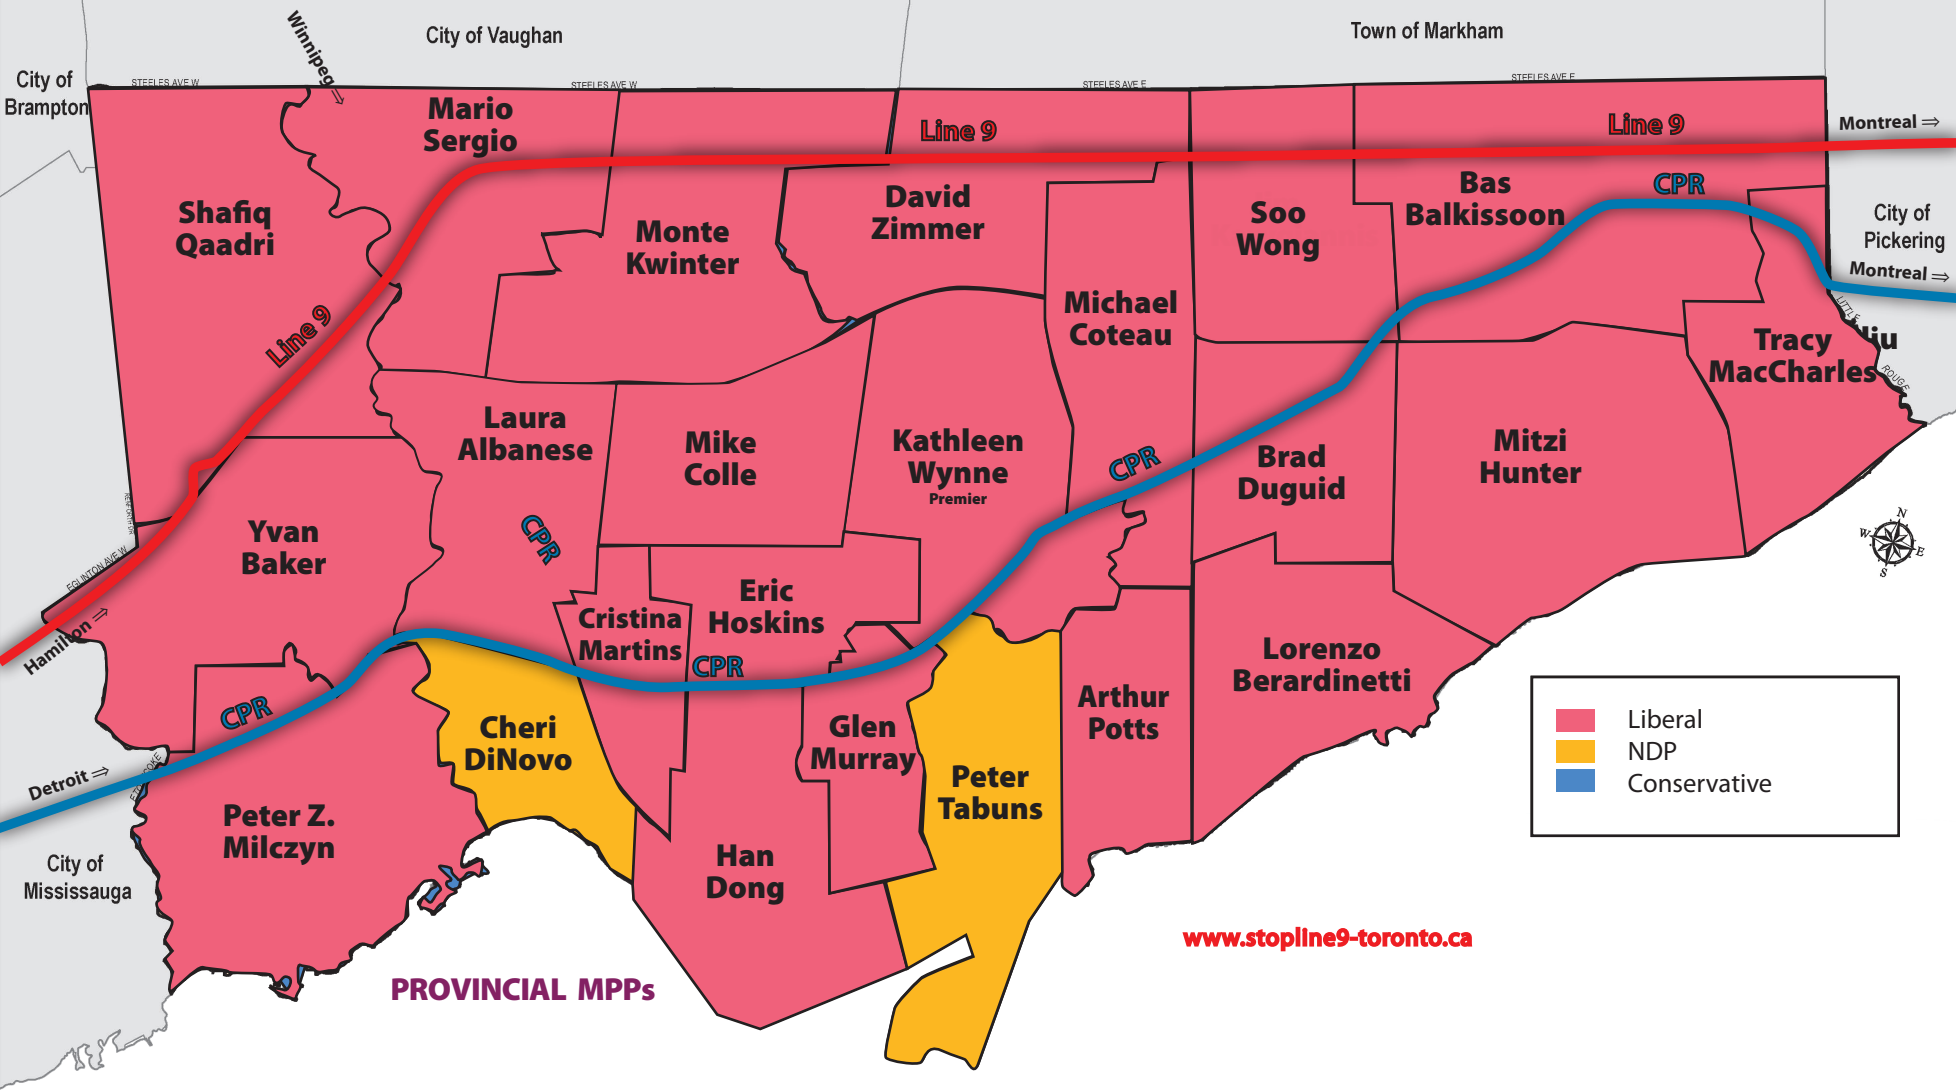 City of Vaughan
Town of Markham
Winnipeg ⇒
City of
Brampton
STEELES AVE W
STEELES AVE W
STEELES AVE E
STEELES AVE E
Mario
Sergio
Line 9
Line 9
Montreal ⇒
Shafiq
Qaadri
Monte
Kwinter
David
Zimmer
Soo
Wong
Bas
Balkissoon
CPR
City of
Pickering
Montreal ⇒
Line 9
Michael
Coteau
LITTLE
Tracy
MacCharles
ROUGE
Laura
Albanese
Mike
Colle
Kathleen
Wynne
Premier
CPR
Brad
Duguid
Mitzi
Hunter
Yvan
Baker
CPR
EGLINTON AVE W
N
W
E
S
Hamilton ⇒
Cristina
Martins
Eric
Hoskins
CPR
Lorenzo
Berardinetti
CPR
Cheri
DiNovo
Glen
Murray
Arthur
Potts
Liberal
NDP
Conservative
Detroit ⇒
Peter
Tabuns
Peter Z.
Milczyn
City of
Mississauga
Han
Dong
www.stopline9-toronto.ca
PROVINCIAL MPPs